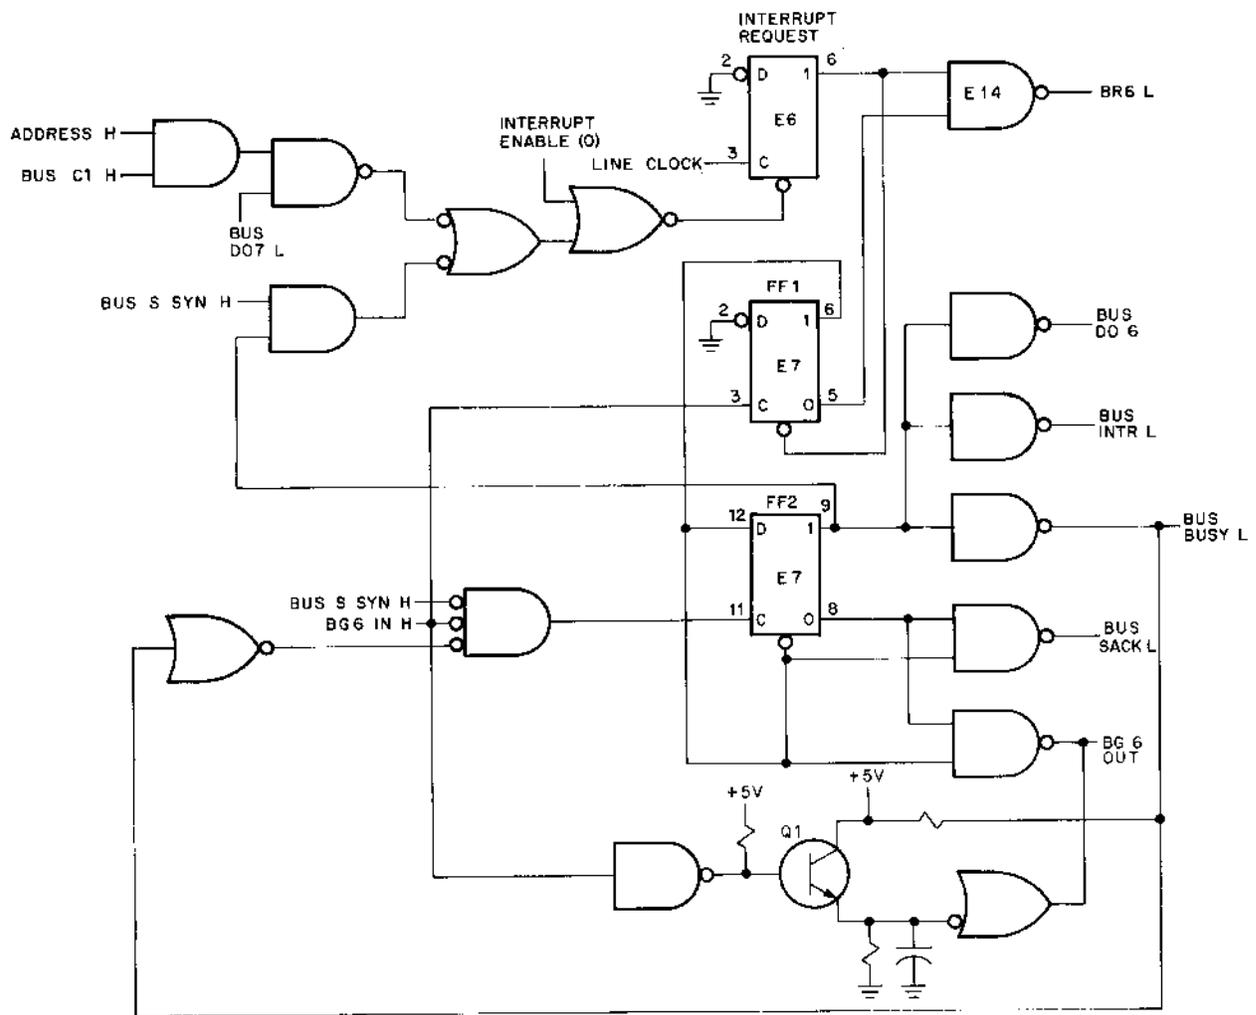 INTERRUPT
REQUEST
2
D
1
6
E6
3
C
LINE CLOCK
E14
BR6 L
ADDRESS H
BUS C1 H
BUS
DO7 L
INTERRUPT
ENABLE (0)
BUS S SYN H
FF1
2
D
1
6
E7
3
C
0
5
BUS
DO 6
BUS
INTR L
FF2
12
D
1
9
E7
11
C
0
8
BUS
BUSY L
BUS S SYN H
BG6 IN H
BUS
SACK L
BG 6
OUT
+5V
+5V
Q1